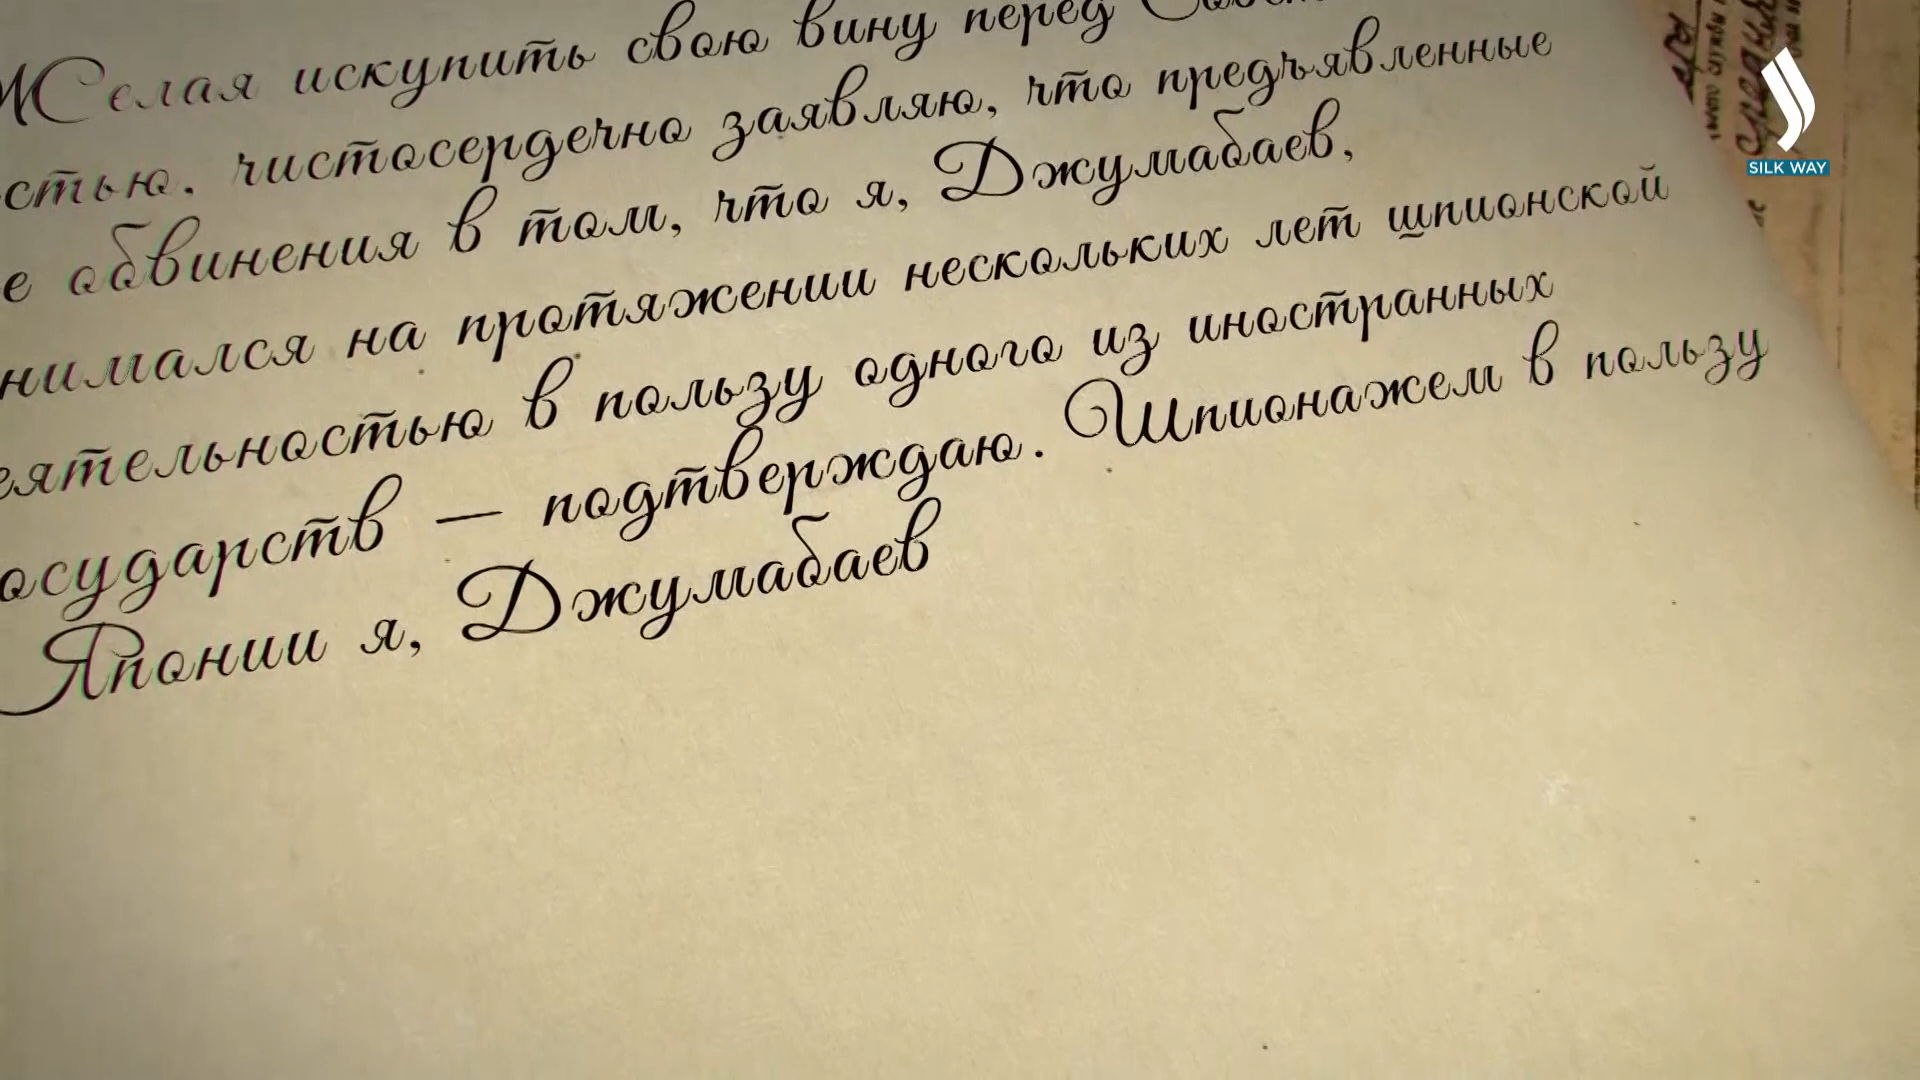 Желая искупить свою вину перед
стью, чистосердечно заявляю, что предъявленные
е обвинения в том, что я, Джумабаев,
нимался на протяжении нескольких лет шпионской
еятельностью в пользу одного из иностранных
осударств — подтверждаю. Шпионажем в пользу
Японии я, Джумабаев
SILK WAY